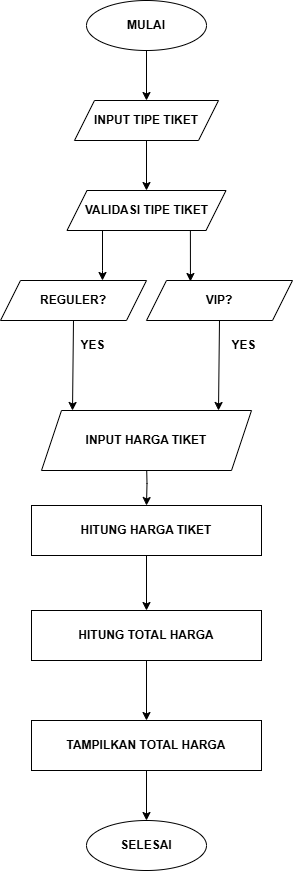 MULAI
INPUT TIPE TIKET
VALIDASI TIPE TIKET
REGULER?
VIP?
YES
YES
INPUT HARGA TIKET
HITUNG HARGA TIKET
HITUNG TOTAL HARGA
TAMPILKAN TOTAL HARGA
SELESAI